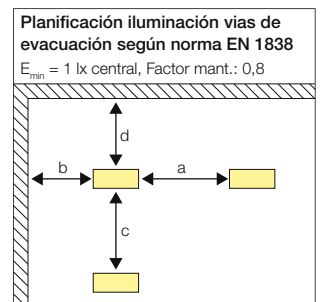 Planificación iluminación vias de
evacuación según norma EN 1838
Emin = 1 lx central, Factor mant.: 0,8
d
b
a
c